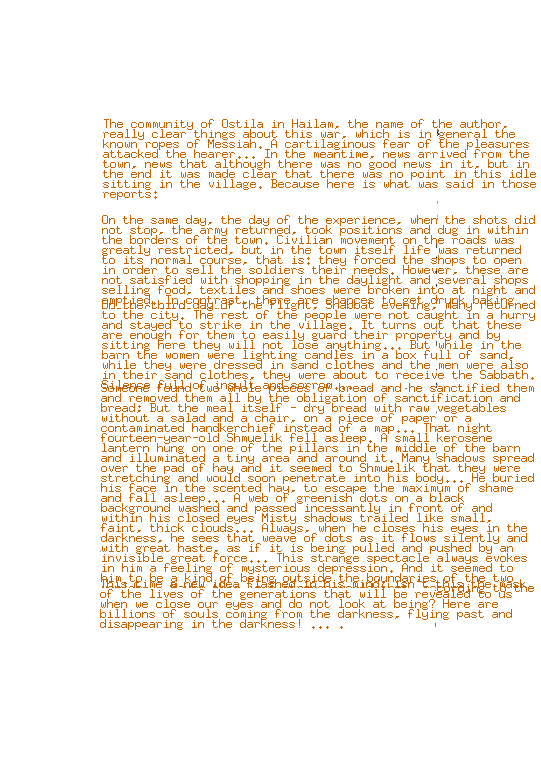 The community of Ostila in Hailam, the name of the author,
really clear things about this war, which is in general the
known ropes of Messiah. A cartilaginous fear of the pleasures
attacked the hearer... In the meantime, news arrived from the
town, news that although there was no good news in it, but in
the end it was made clear that there was no point in this idle
sitting in the village. Because here is what was said in those
reports:
On the same day, the day of the experience, when the shots did
not stop, the army returned, took positions and dug in within
the borders of the town. Civilian movement on the roads was
greatly restricted, but in the town itself life was returned
to its normal course, that is: they forced the shops to open
in order to sell the soldiers their needs. However, these are
not satisfied with shopping in the daylight and several shops
selling food, textiles and shoes were broken into at night and
emptied. In contrast, there are chances to get drunk baking
On the third day of the flight, Shabbat evening, many returned
to the city. The rest of the people were not caught in a hurry
and stayed to strike in the village. It turns out that these
are enough for them to easily guard their property and by
sitting here they will not lose anything... But while in the
barn the women were lighting candles in a box full of sand,
while they were dressed in sand clothes and the men were also
in their sand clothes, they were about to receive the Sabbath.
Silence full of insult and sorrow...
Someone found two whole pieces of bread and he sanctified them
and removed them all by the obligation of sanctification and
bread; But the meal itself - dry bread with raw vegetables
without a salad and a chair, on a piece of paper or a
contaminated handkerchief instead of a map... That night
fourteen-year-old Shmuelik fell asleep. A small kerosene
lantern hung on one of the pillars in the middle of the barn
and illuminated a tiny area and around it. Many shadows spread
over the pad of hay and it seemed to Shmuelik that they were
stretching and would soon penetrate into his body... He buried
his face in the scented hay, to escape the maximum of shame
and fall asleep... A web of greenish dots on a black
background washed and passed incessantly in front of and
within his closed eyes Misty shadows trailed like small,
faint, thick clouds... Always, when he closes his eyes in the
darkness, he sees that weave of dots as it flows silently and
with great haste, as if it is being pulled and pushed by an
invisible great force... This strange spectacle always evokes
in him a feeling of mysterious depression. And it seemed to
him to be a kind of being outside the boundaries of the two
This Like a new idea flashed in his mind: isn't this the mask
to the
of the lives of the generations that will be revealed to us
when we close our eyes and do not look at being? Here are
billions of souls coming from the darkness, flying past and
disappearing in the darkness! ... .